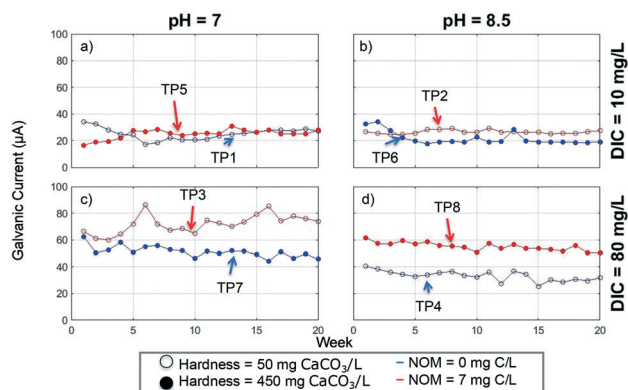 pH = 7
pH = 8.5
a)
100
80
60
40
20
0
TP5
TP1
b)
TP2
TP6
DIC = 10 mg/L
Galvanic Current (μA)
c)
100
80
60
40
20
0
TP3
TP7
0 5 10 15 20
d)
TP8
TP4
0 5 10 15 20
DIC = 80 mg/L
Week
Hardness = 50 mg CaCO3/L
NOM = 0 mg C/L
Hardness = 450 mg CaCO3/L
NOM = 7 mg C/L